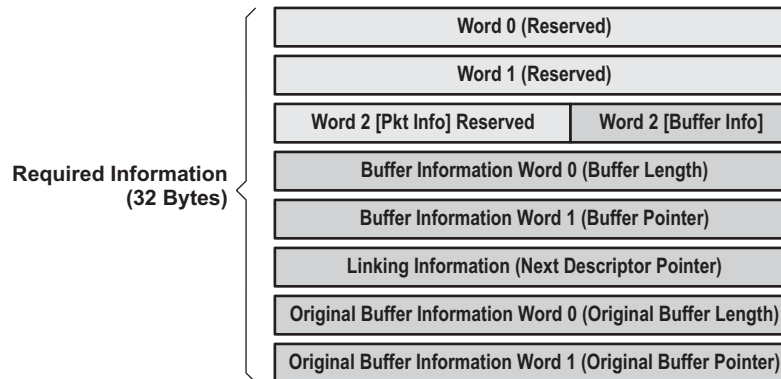 Word 0 (Reserved)
Word 1 (Reserved)
Word 2 [Pkt Info] Reserved
Word 2 [Buffer Info]
Required Information
(32 Bytes)
Buffer Information Word 0 (Buffer Length)
Buffer Information Word 1 (Buffer Pointer)
Linking Information (Next Descriptor Pointer)
Original Buffer Information Word 0 (Original Buffer Length)
Original Buffer Information Word 1 (Original Buffer Pointer)